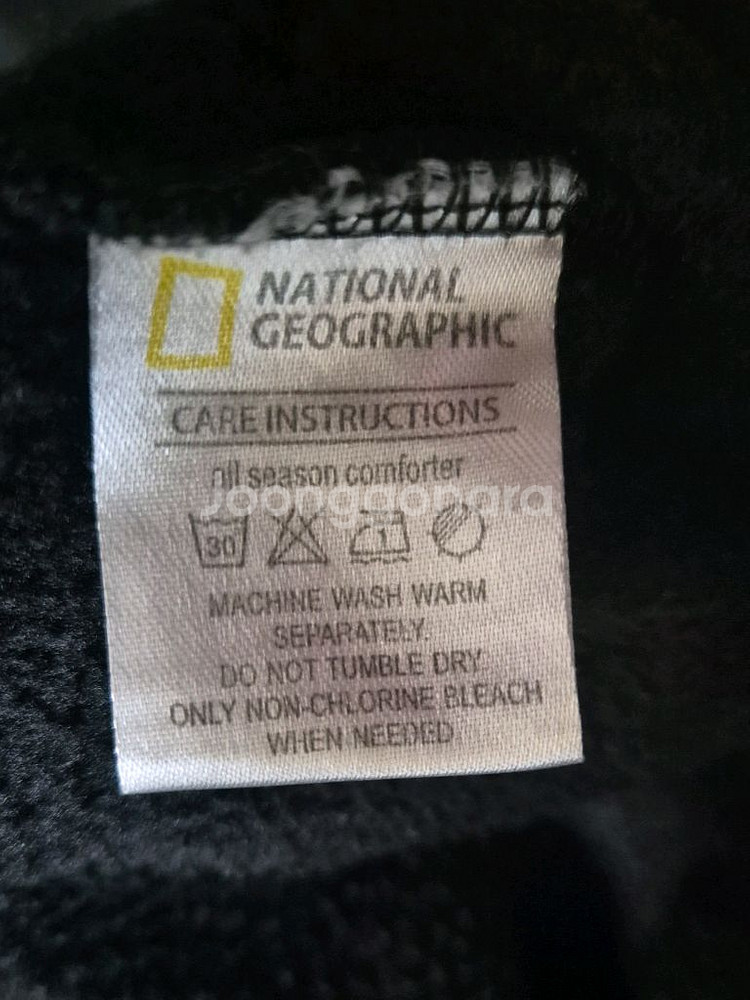 NATIONAL
GEOGRAPHIC
CARE INSTRUCTIONS
all season comforter
joonggonara
30
1
MACHINE WASH WARM
SEPARATELY.
DO NOT TUMBLE DRY
ONLY NON-CHLORINE BLEACH
WHEN NEEDED